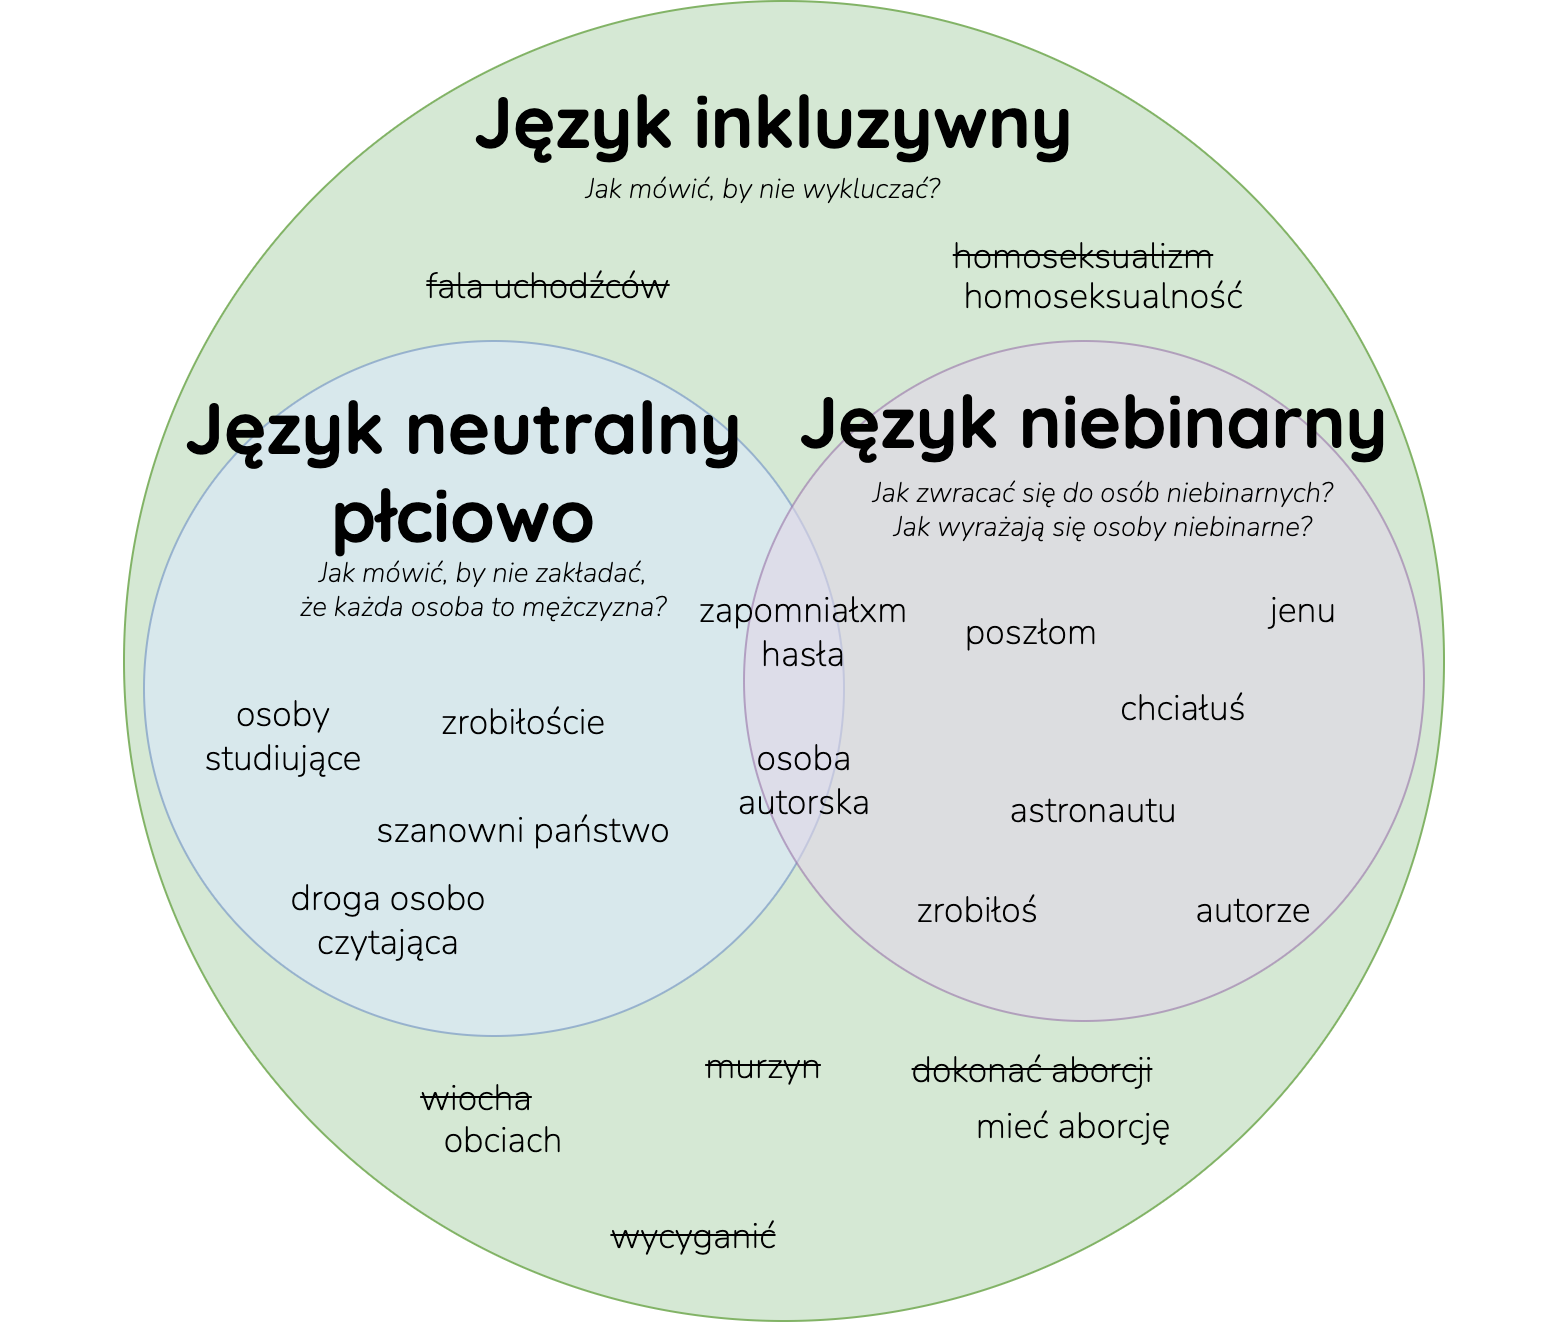 Język inkluzywny
Jak mówić, by nie wykluczać?
fala uchodźców
homoseksualizm
homoseksualność
Język neutralny
płciowo
Jak mówić, by nie zakładać,
że każda osoba to mężczyzna?
osoby
studiujące
zrobiłoście
szanowni państwo
droga osobo
czytająca
zapomniałxm
hasła
osoba
autorska
Język niebinarny
Jak zwracać się do osób niebinarnych?
Jak wyrażają się osoby niebinarne?
poszłom
jenu
chciałuś
astronautu
zrobiłoś
autorze
wiocha
obciach
murzyn
dokonać aborcji
mieć aborcję
wycyganić